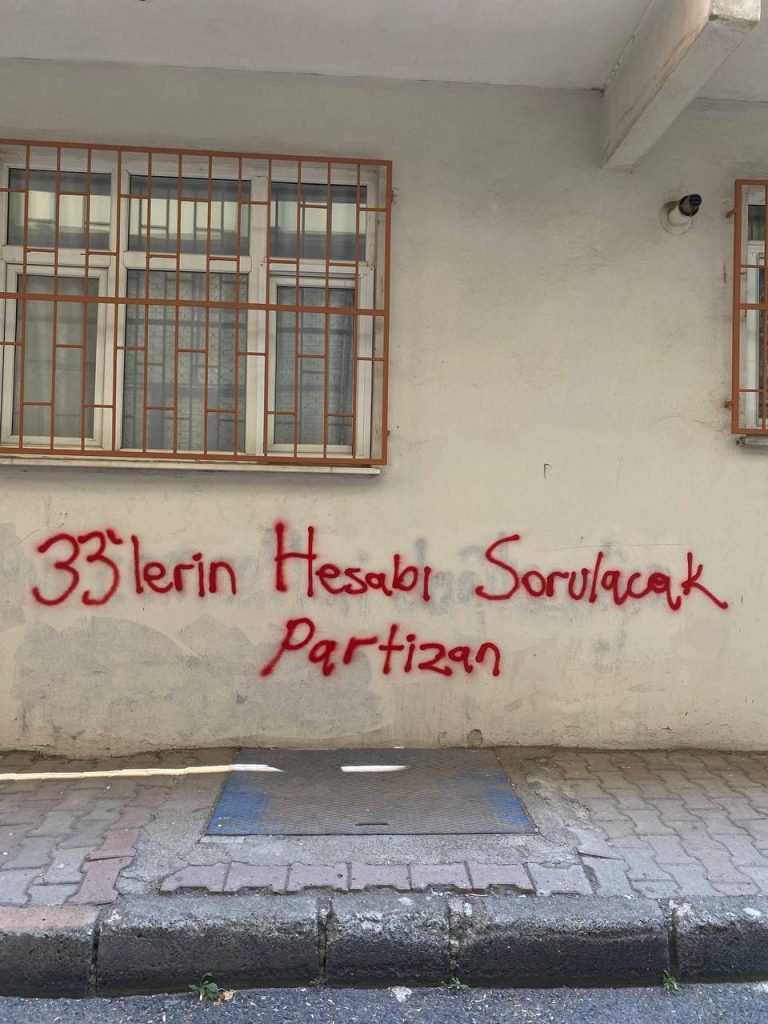 33'lerin Hesabı Sorulacak
Partizan